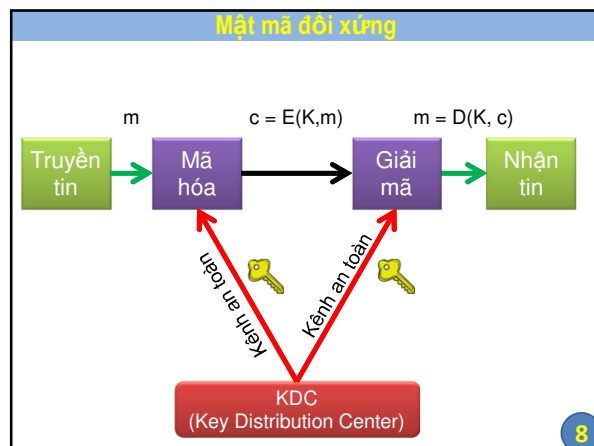 Mật mã đối xứng
m
c = E(K,m)
m = D(K, c)
Truyền
tin
Mã
hóa
Giải
mã
Nhận
tin
Kênh an toàn
Kênh an toàn
KDC
(Key Distribution Center)
8